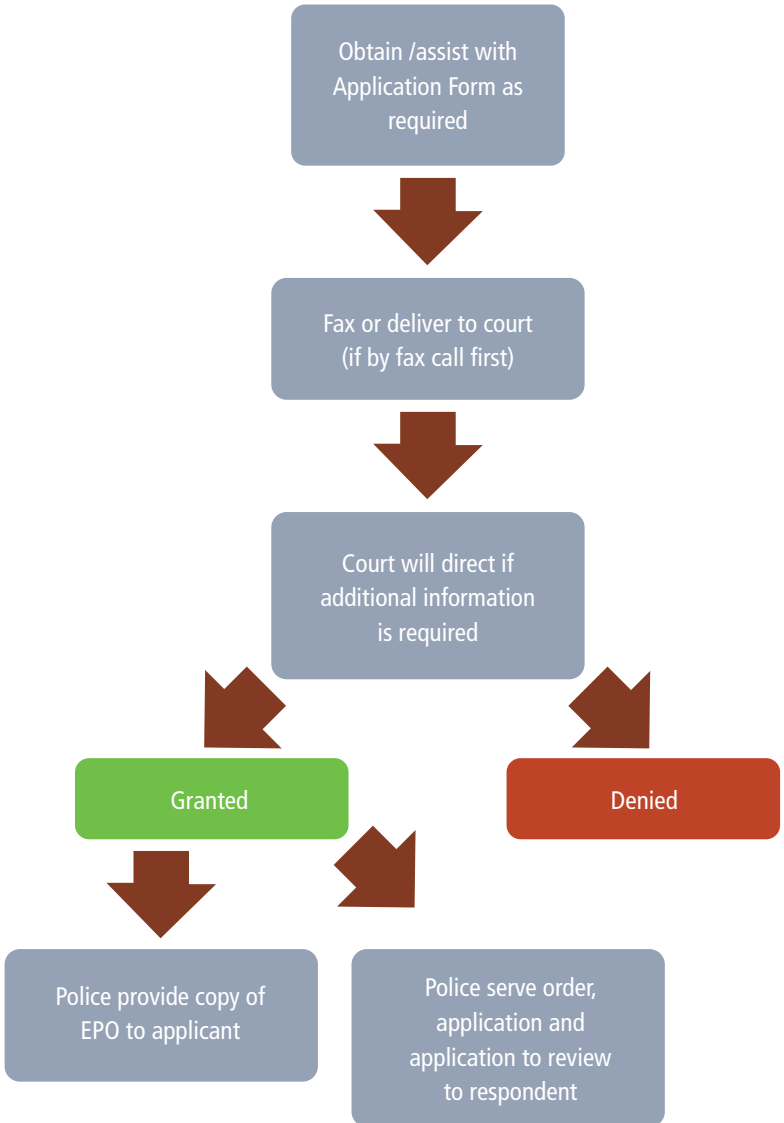 Obtain /assist with
Application Form as
required
Fax or deliver to court
(if by fax call first)
Court will direct if
additional information
is required
Granted
Denied
Police provide copy of
EPO to applicant
Police serve order,
application and
application to review
to respondent